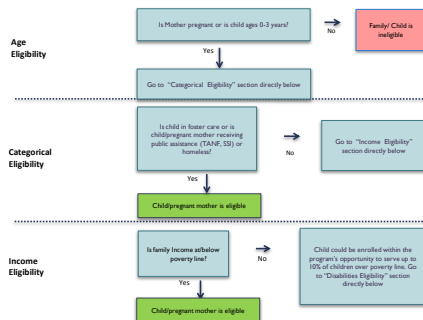 Age
Eligibility
Is Mother pregnant or is child ages 0-3 years?
No
Family/ Child is
ineligible
Yes
Go to "Categorical Eligibility" section directly below
Categorical
Eligibility
Is child in foster care or is
child/pregnant mother receiving
public assistance (TANF, SSI) or
homeless?
No
Go to "Income Eligibility"
section directly below
Yes
Child/pregnant mother is eligible
Income
Eligibility
Is family Income at/below
poverty line?
No
Child could be enrolled within the
program's opportunity to serve up to
10% of children over poverty line. Go
to "Disabilities Eligibility" section
directly below
Yes
Child/pregnant mother is eligible